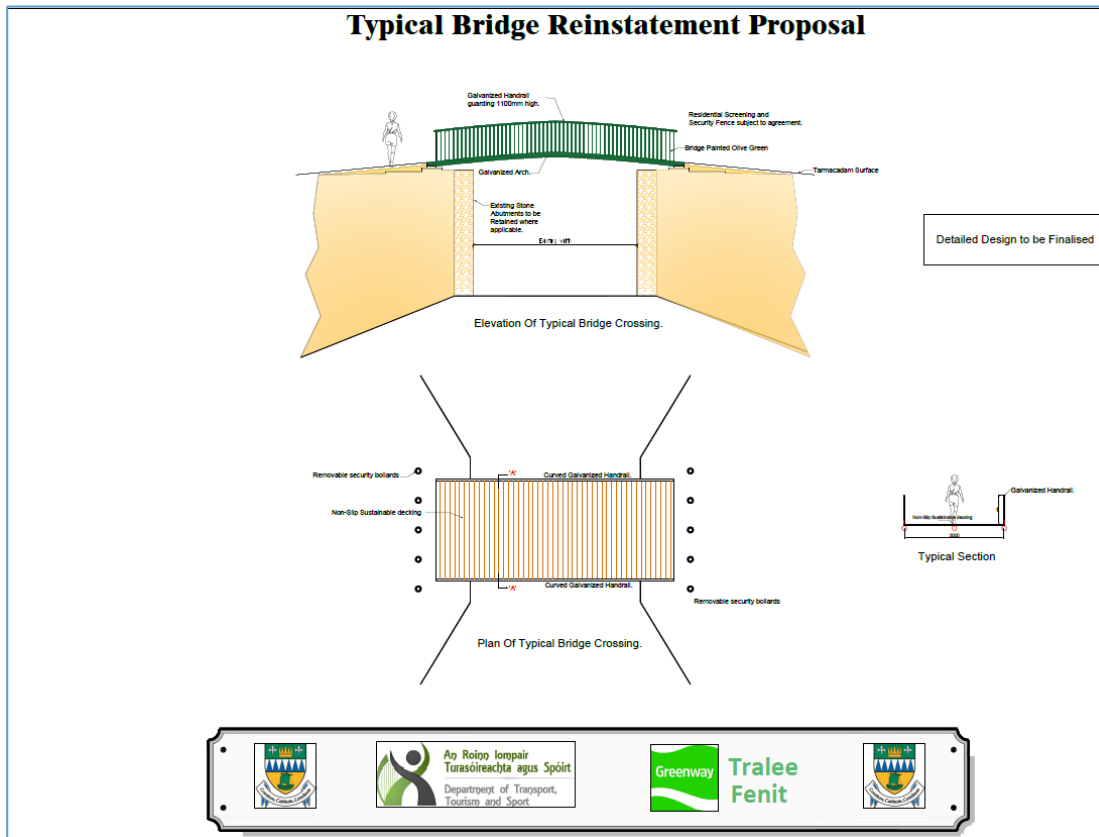 Typical Bridge Reinstatement Proposal
Galvanized Handrail
guarding 1100mm high.
Residential Screening and
Security Fence subject to agreement.
Bridge Painted Olive Green
Galvanized Arch.
Tarmacadam Surface
Existing Stone
Abutments to be
Retained where
applicable.
Detailed Design to be Finalised
Elevation Of Typical Bridge Crossing.
Removable security bollards
'A'
Curved Galvanized Handrail.
Non-Slip Sustainable decking
'A'
Curved Galvanized Handrail.
Removable security bollards
Plan Of Typical Bridge Crossing.
Galvanized Handrail.
Non-Slip Sustainable decking
Typical Section
An Roinn Iompair
Turasóireachta agus Spóirt
Department of Transport,
Tourism and Sport
Greenway
Tralee
Fenit